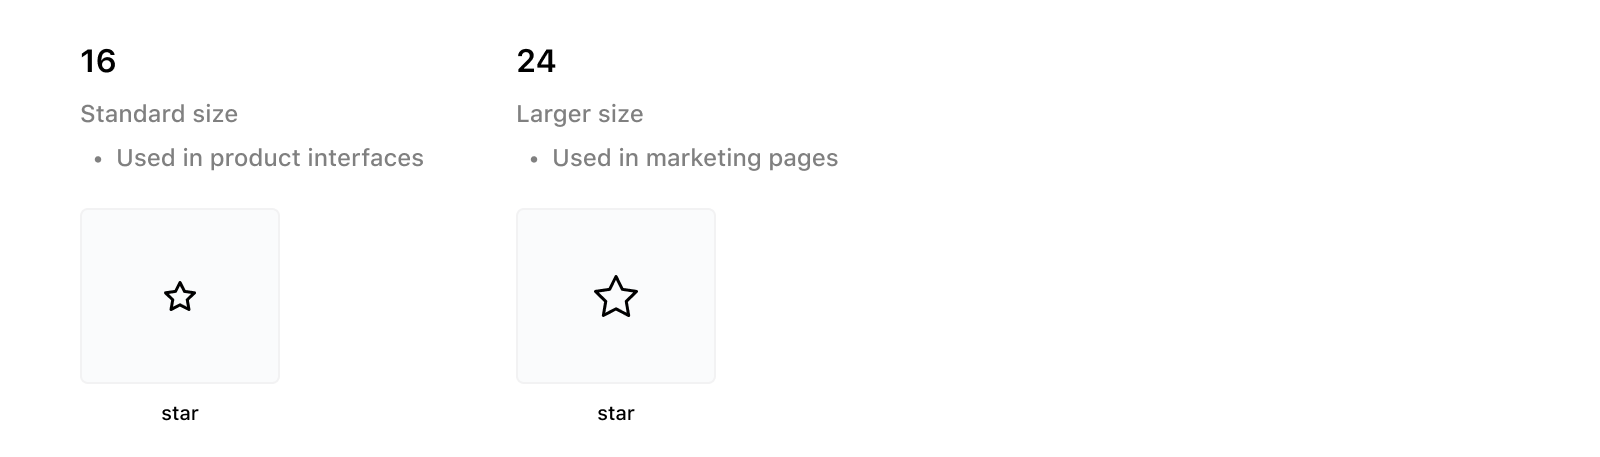 16
Standard size
• Used in product interfaces
star
24
Larger size
• Used in marketing pages
star